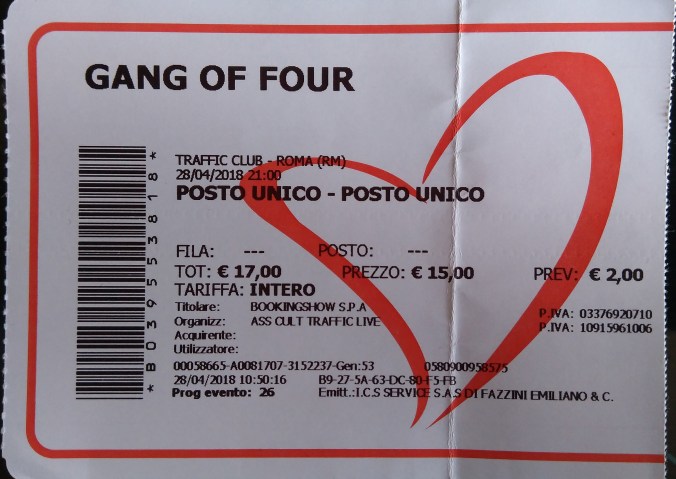 GANG OF FOUR
TRAFFIC CLUB - ROMA (RM)
28/04/2018 21:00
POSTO UNICO - POSTO UNICO
FILA: --- POSTO: ---
TOT: € 17,00 PREZZO: € 15,00 PREV: € 2,00
TARIFFA: INTERO
Titolare: BOOKINGSHOW S.P.A
Organizz: ASS CULT TRAFFIC LIVE
P.IVA: 03376920710
P.IVA: 10915961006
Acquirente:
Utilizzatore:
00058665-A0081707-3152237-Gen:53 0580900958575
28/04/2018 10:50:16 B9-27-5A-63-DC-80-F5-FB
Prog evento: 26 Emitt.:I.C.S SERVICE S.A.S DI FAZZINI EMILIANO & C.
*B0395553818*